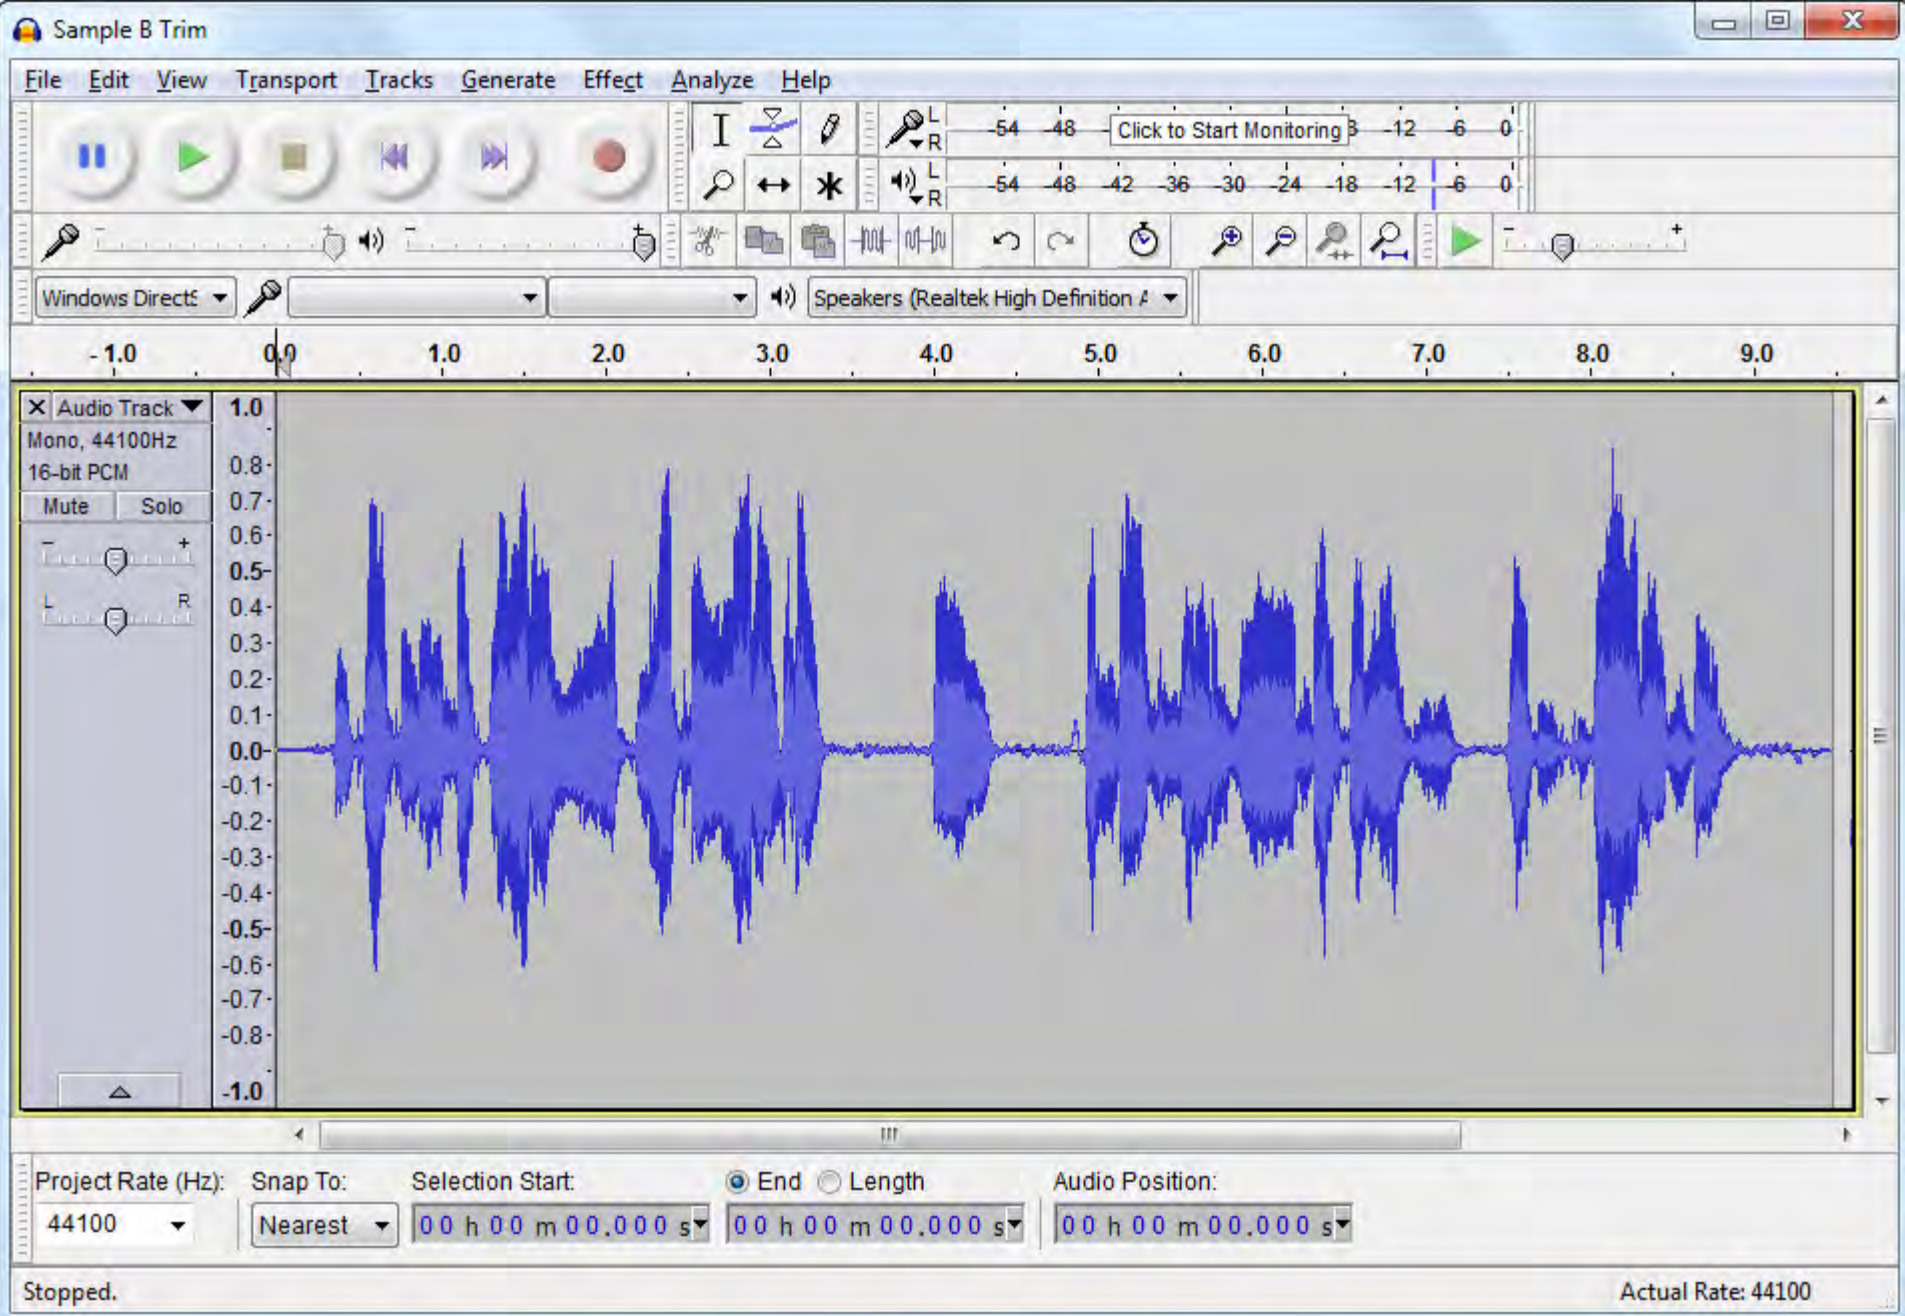 Sample B Trim
File Edit View Transport Tracks Generate Effect Analyze Help
L
R
-54 -48 Click to Start Monitoring -12 -6 0
L
R
-54 -48 -42 -36 -30 -24 -18 -12 -6 0
- +
- +
- +
Windows Direct Speakers (Realtek High Definition
-1.0 0.0 1.0 2.0 3.0 4.0 5.0 6.0 7.0 8.0 9.0
Audio Track
Mono, 44100Hz
16-bit PCM
Mute Solo
- +
L R
1.0
0.8
0.7
0.6
0.5
0.4
0.3
0.2
0.1
0.0
-0.1
-0.2
-0.3
-0.4
-0.5
-0.6
-0.7
-0.8
-1.0
Project Rate (Hz): Snap To: Selection Start: End Length Audio Position:
44100 Nearest 00 h 00 m 00.000 s 00 h 00 m 00.000 s 00 h 00 m 00.000 s
Stopped. Actual Rate: 44100